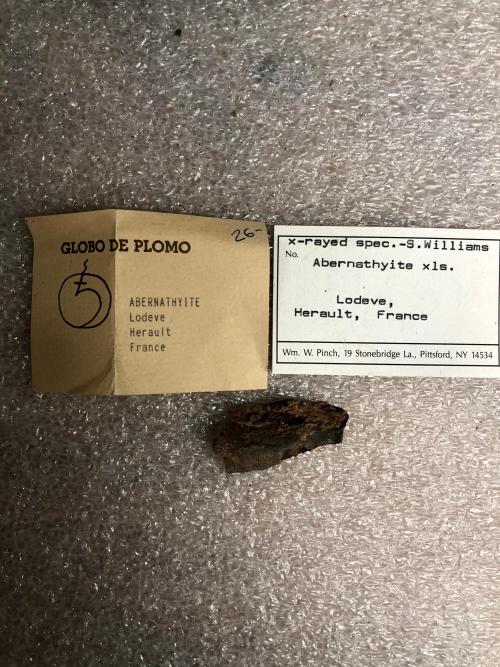 26-
GLOBO DE PLOMO
ABERNATHYITE
Lodeve
Herault
France
x-rayed spec.-S.Williams
No.
Abernathyite xls.
Lodeve,
Herault, France
Wm. W. Pinch, 19 Stonebridge La., Pittsford, NY 14534